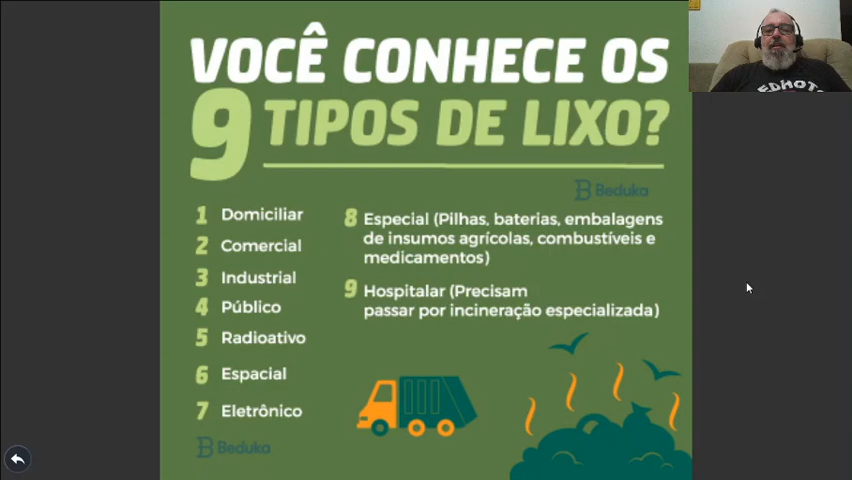 VOCÊ CONHECE OS
9 TIPOS DE LIXO?
Beduka
1 Domiciliar
2 Comercial
3 Industrial
4 Público
5 Radioativo
6 Espacial
7 Eletrônico
8 Especial (Pilhas, baterias, embalagens
de insumos agrícolas, combustíveis e
medicamentos)
9 Hospitalar (Precisam
passar por incineração especializada)
Beduka